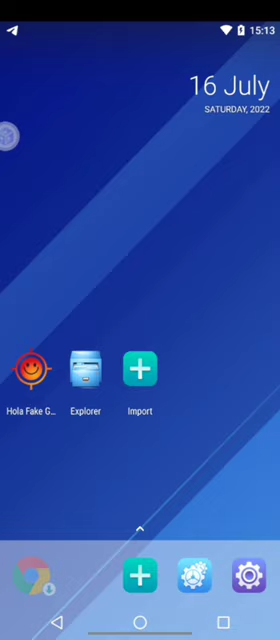 15:13
16 July
SATURDAY, 2022
Hola Fake G...
Explorer
Import